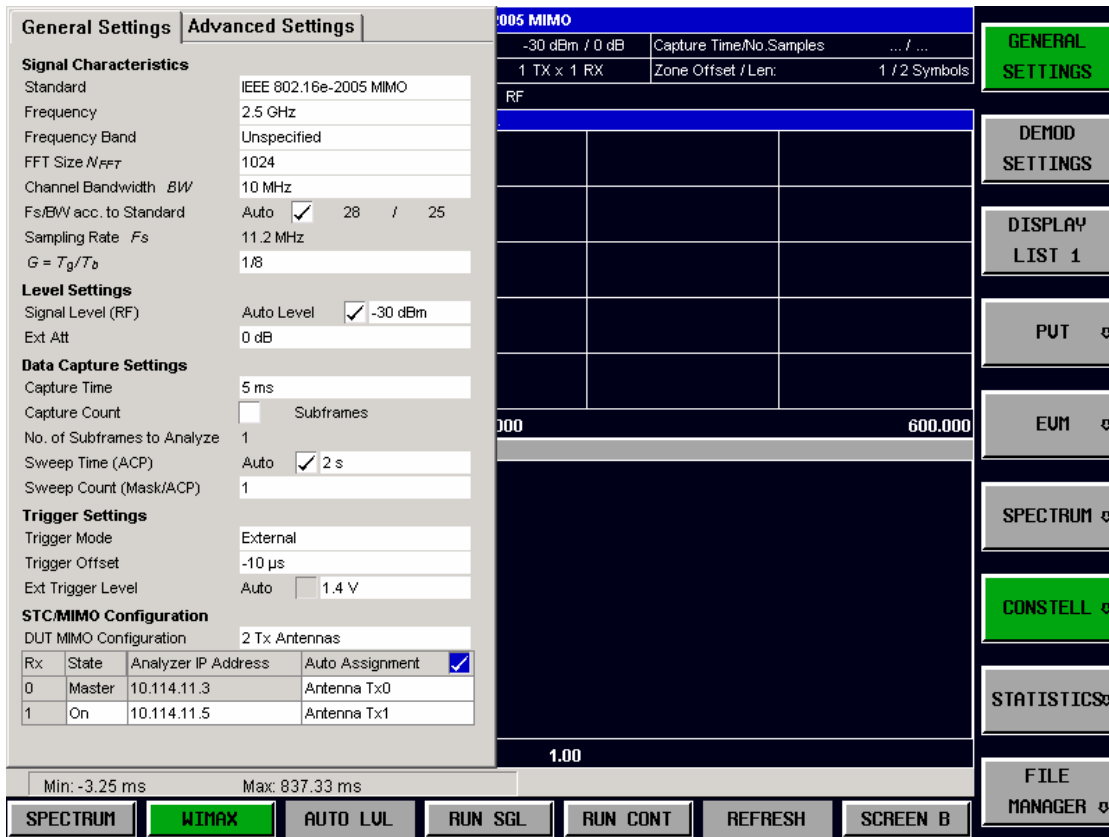 General Settings
Advanced Settings
Signal Characteristics
Standard IEEE 802.16e-2005 MIMO
Frequency 2.5 GHz
Frequency Band Unspecified
FFT Size NFFT 1024
Channel Bandwidth BW 10 MHz
Fs/BW acc. to Standard Auto 28 / 25
Sampling Rate Fs 11.2 MHz
G = Tg/Tb 1/8
Level Settings
Signal Level (RF) Auto Level -30 dBm
Ext Att 0 dB
Data Capture Settings
Capture Time 5 ms
Capture Count Subframes
No. of Subframes to Analyze 1
Sweep Time (ACP) Auto 2 s
Sweep Count (Mask/ACP) 1
Trigger Settings
Trigger Mode External
Trigger Offset -10 µs
Ext Trigger Level Auto 1.4 V
STC/MIMO Configuration
DUT MIMO Configuration 2 Tx Antennas
Rx State Analyzer IP Address Auto Assignment
0 Master 10.114.11.3 Antenna Tx0
1 On 10.114.11.5 Antenna Tx1
Min: -3.25 ms Max: 837.33 ms
2005 MIMO
-30 dBm / 0 dB Capture Time/No.Samples ... / ...
1 TX x 1 RX Zone Offset / Len: 1 / 2 Symbols
RF
000 600.000
1.00
GENERAL
SETTINGS
DEMOD
SETTINGS
DISPLAY
LIST 1
PVT
EVM
SPECTRUM
CONSTELL
STATISTICS
FILE
MANAGER
SPECTRUM WIMAX AUTO LVL RUN SGL RUN CONT REFRESH SCREEN B